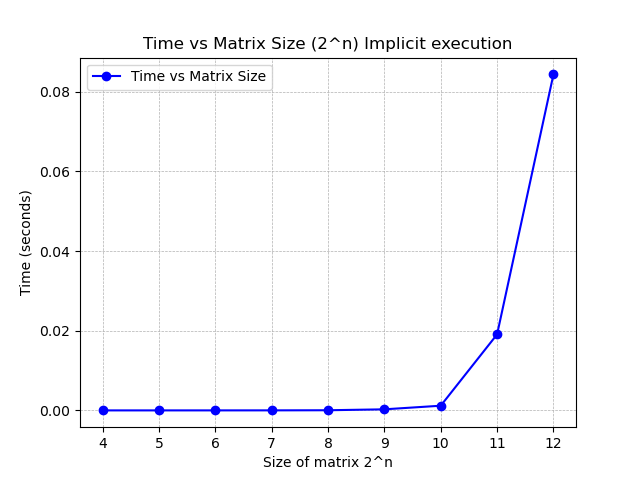 Time vs Matrix Size (2^n) Implicit execution
Time vs Matrix Size
0.08
0.06
0.04
0.02
0.00
Time (seconds)
4 5 6 7 8 9 10 11 12
Size of matrix 2^n